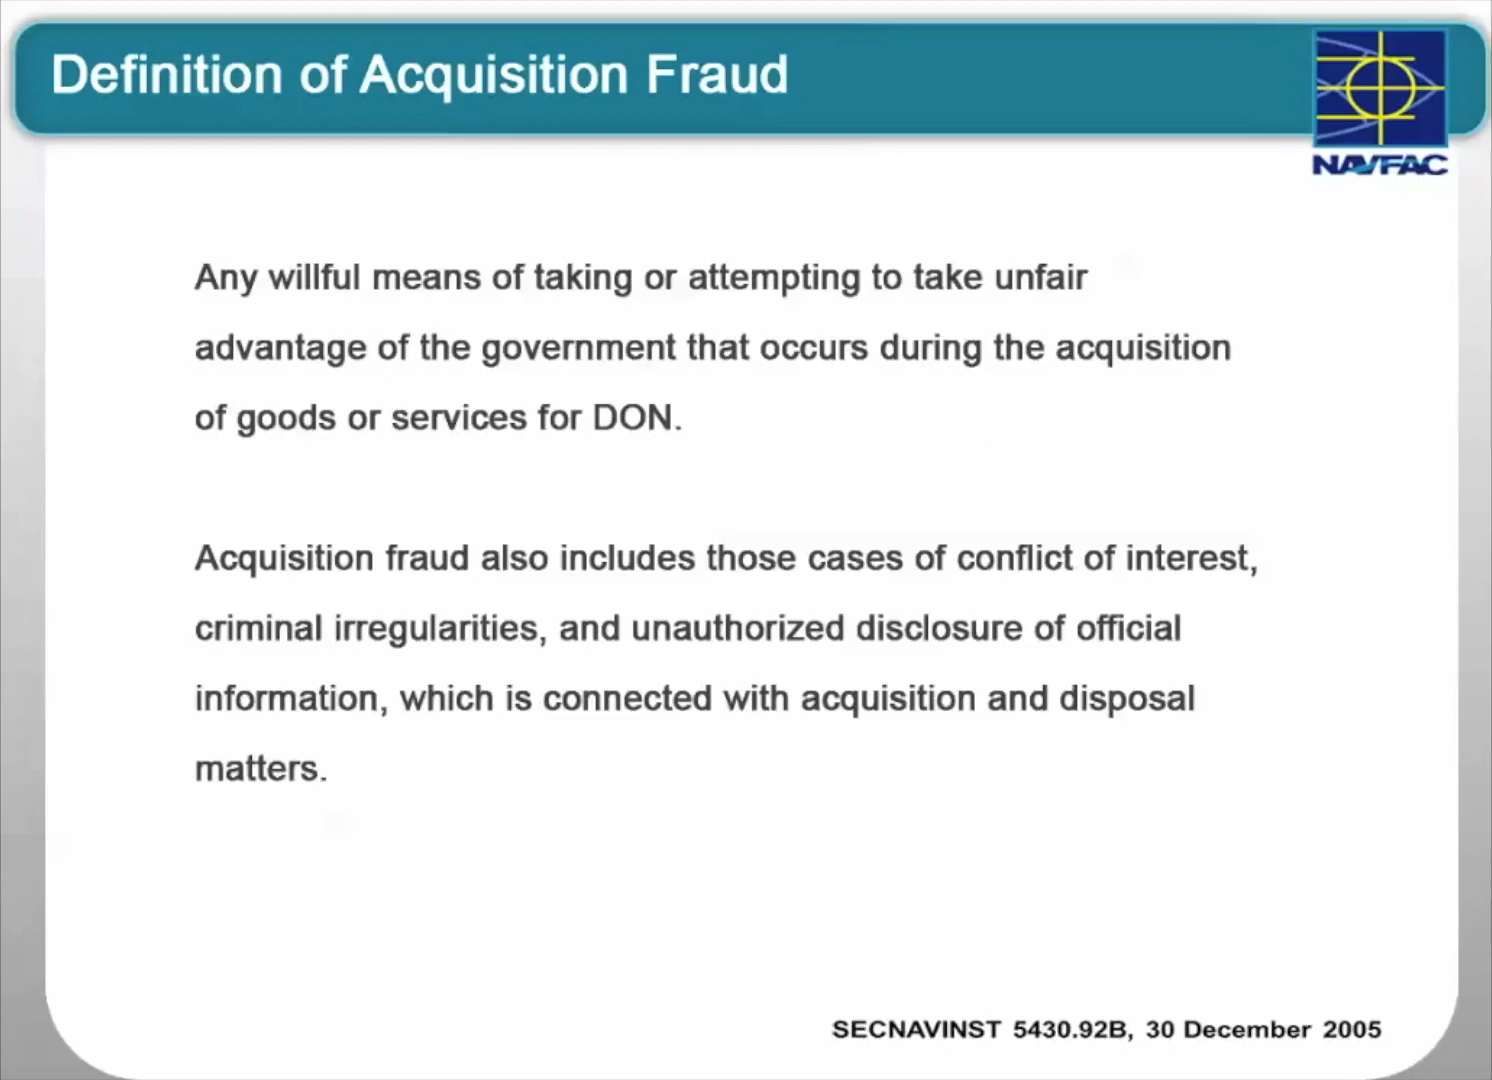 Definition of Acquisition Fraud
NAVFAC
Any willful means of taking or attempting to take unfair
advantage of the government that occurs during the acquisition
of goods or services for DON.
Acquisition fraud also includes those cases of conflict of interest,
criminal irregularities, and unauthorized disclosure of official
information, which is connected with acquisition and disposal
matters.
SECNAVINST 5430.92B, 30 December 2005